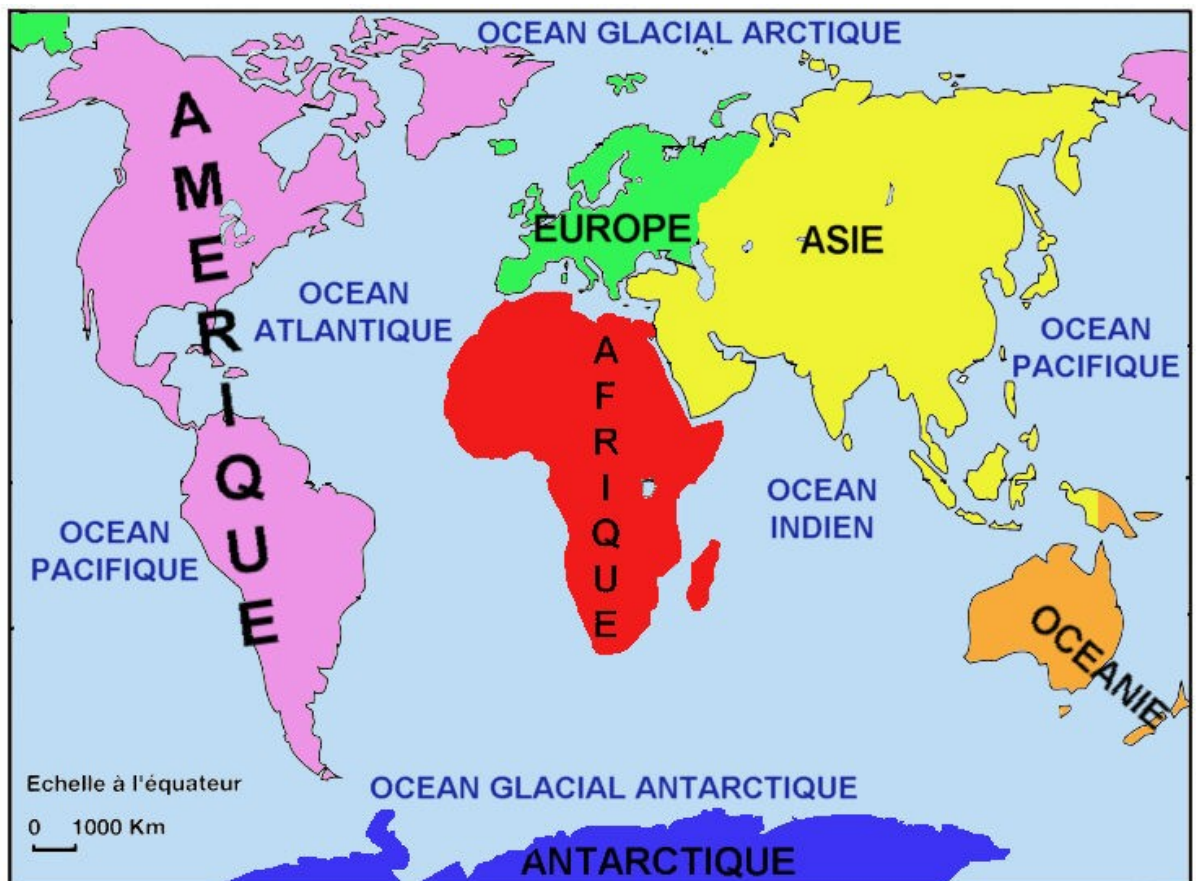 OCEAN GLACIAL ARCTIQUE
AMERIQUE
EUROPE
ASIE
OCEAN
ATLANTIQUE
OCEAN
PACIFIQUE
AFRIQUE
OCEAN
INDIEN
OCEAN
PACIFIQUE
OCEANIE
Echelle à l'équateur
0 1000 Km
OCEAN GLACIAL ANTARCTIQUE
ANTARCTIQUE